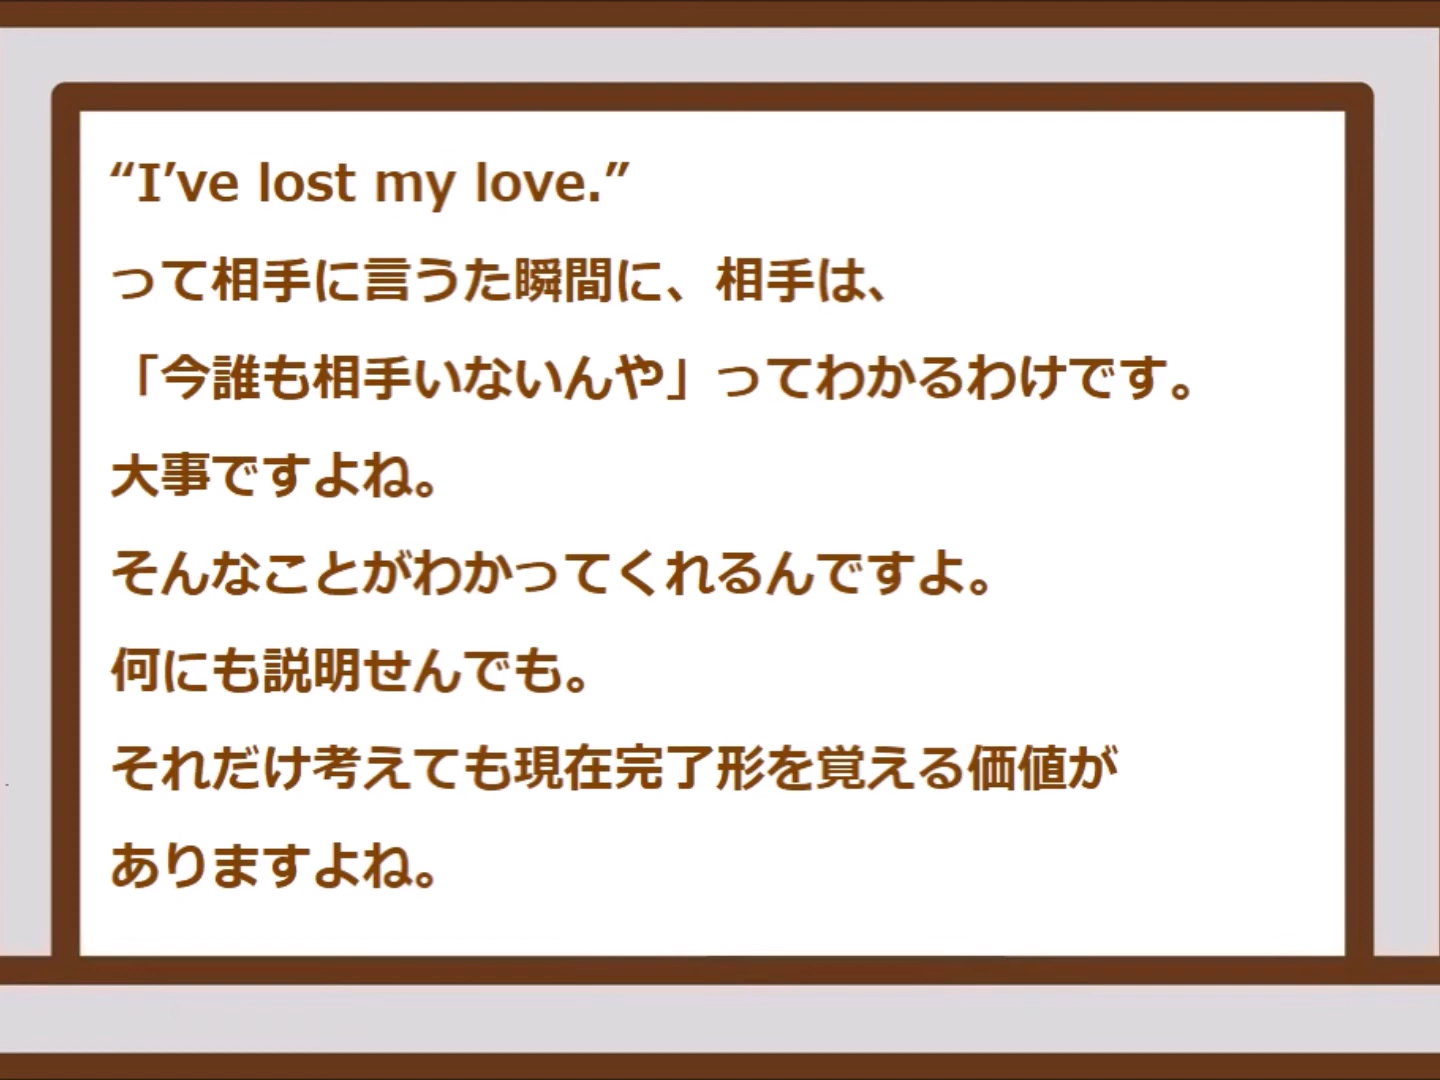 “I’ve lost my love.”
って相手に言うた瞬間に、相手は、
「今誰も相手いないんや」ってわかるわけです。
大事ですよね。
そんなことがわかってくれるんですよ。
何にも説明せんでも。
それだけ考えても現在完了形を覚える価値が
ありますよね。